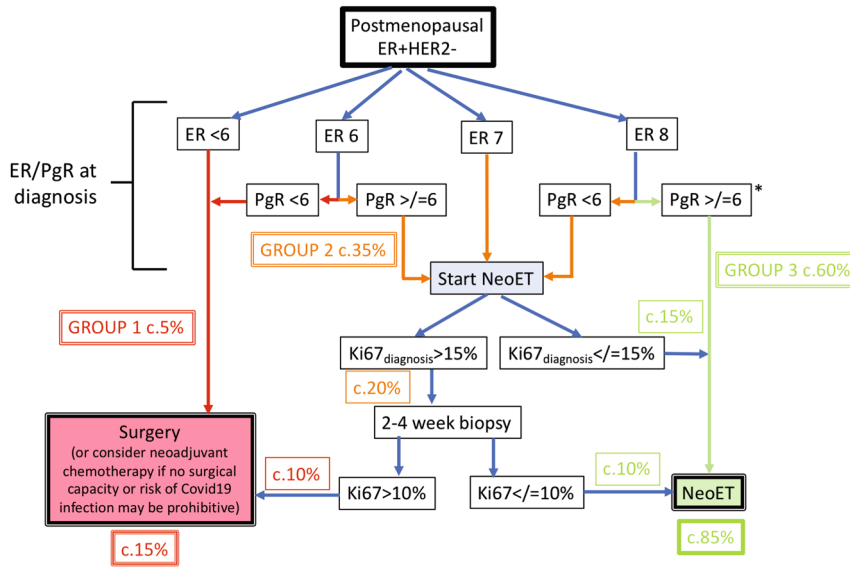 Postmenopausal
ER+HER2-
ER <6
ER 6
ER 7
ER 8
ER/PgR at
diagnosis
PgR <6
PgR >/=6
PgR <6
PgR >/=6
*
GROUP 2 c.35%
Start NeoET
GROUP 3 c.60%
GROUP 1 c.5%
c.15%
Ki67diagnosis>15%
Ki67diagnosis</=15%
c.20%
2-4 week biopsy
Surgery
(or consider neoadjuvant
chemotherapy if no surgical
capacity or risk of Covid19
infection may be prohibitive)
c.10%
Ki67>10%
Ki67</=10%
c.10%
NeoET
c.15%
c.85%